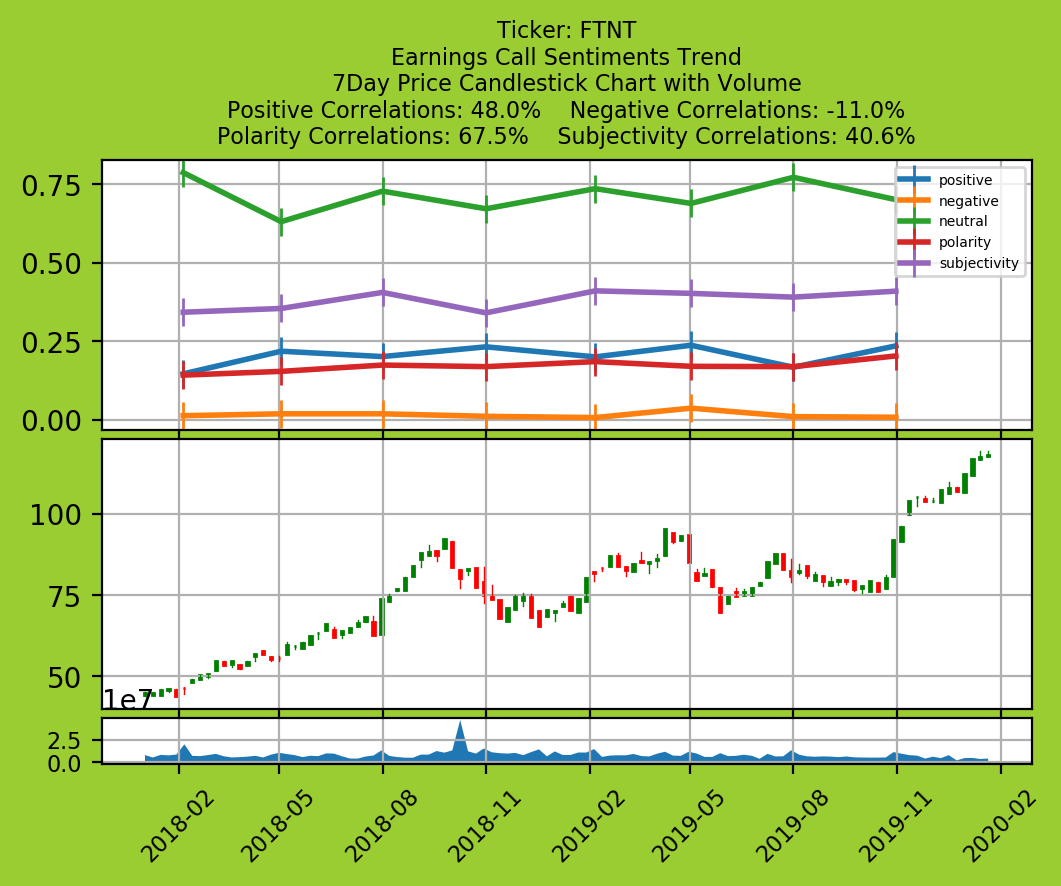 Ticker: FTNT
Earnings Call Sentiments Trend
7Day Price Candlestick Chart with Volume
Positive Correlations: 48.0%    Negative Correlations: -11.0%
Polarity Correlations: 67.5%    Subjectivity Correlations: 40.6%
0.75
0.50
0.25
0.00
positive
negative
neutral
polarity
subjectivity
100
75
50
1e7
2.5
0.0
2018-02
2018-05
2018-08
2018-11
2019-02
2019-05
2019-08
2019-11
2020-02